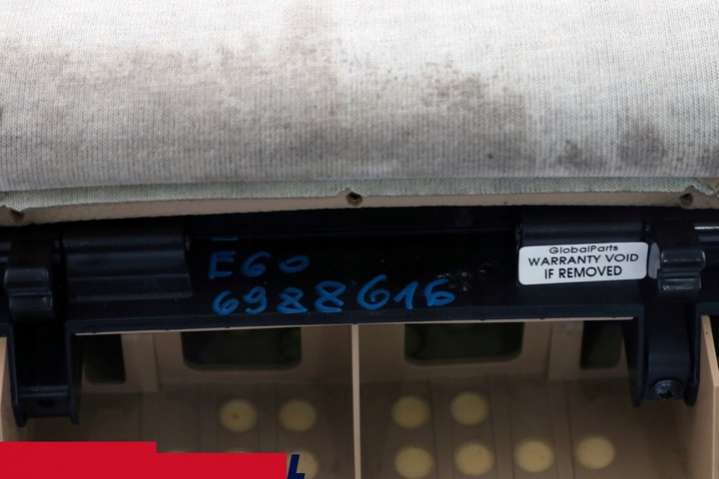 E60
6988616
GlobalParts
WARRANTY VOID
IF REMOVED